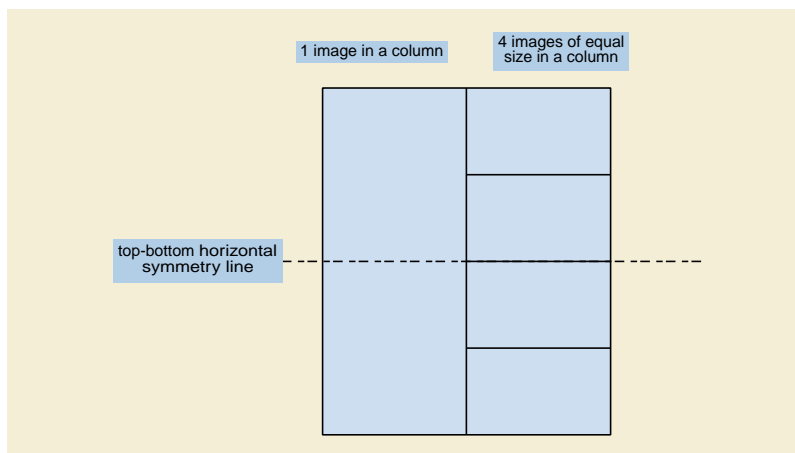 1 image in a column
4 images of equal
size in a column
top-bottom horizontal
symmetry line